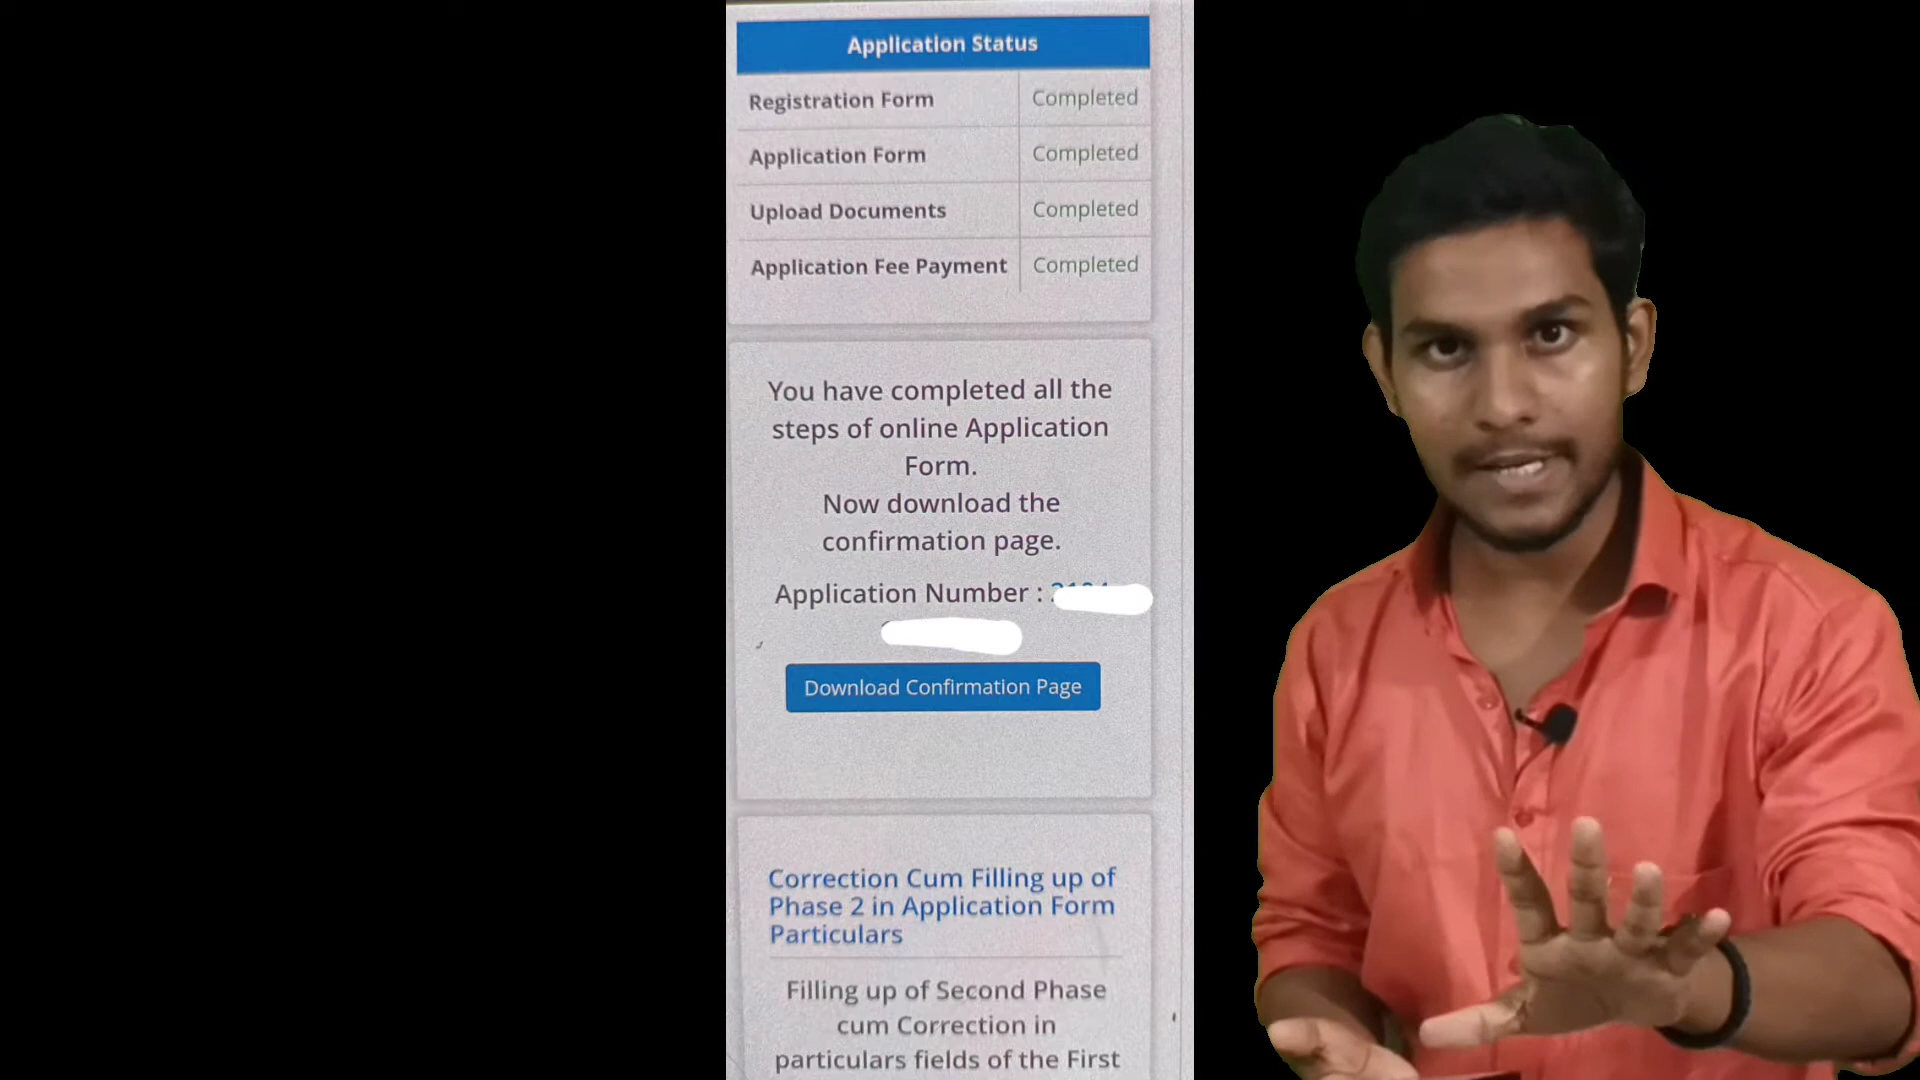 Application Status
Registration Form Completed
Application Form Completed
Upload Documents Completed
Application Fee Payment Completed
You have completed all the
steps of online Application
Form.
Now download the
confirmation page.
Application Number :
Download Confirmation Page
Correction Cum Filling up of
Phase 2 in Application Form
Particulars
Filling up of Second Phase
cum Correction in
particulars fields of the First